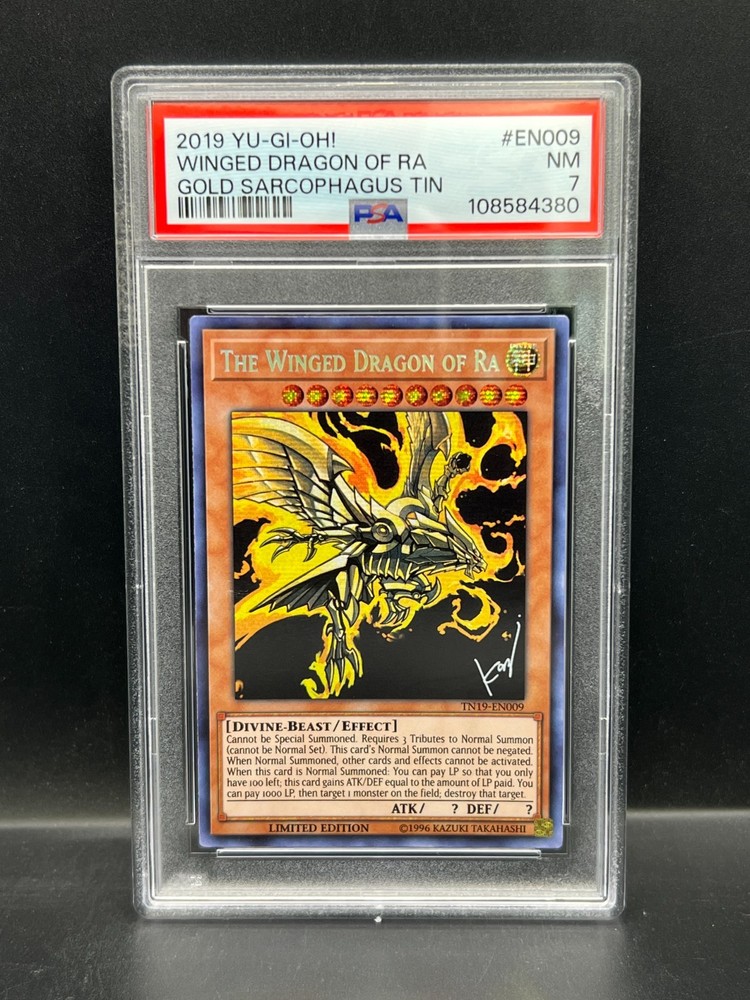 2019 YU-GI-OH! #EN009
WINGED DRAGON OF RA NM
GOLD SARCOPHAGUS TIN 7
PSA 108584380
THE WINGED DRAGON OF RA 神
TN19-EN009
[DIVINE-BEAST/EFFECT]
Cannot be Special Summoned. Requires 3 Tributes to Normal Summon
(cannot be Normal Set). This card's Normal Summon cannot be negated.
When Normal Summoned, other cards and effects cannot be activated.
When this card is Normal Summoned: You can pay LP so that you only
have 100 left; this card gains ATK/DEF equal to the amount of LP paid. You
can pay 1000 LP, then target 1 monster on the field; destroy that target.
ATK/ ? DEF/ ?
LIMITED EDITION ©1996 KAZUKI TAKAHASHI